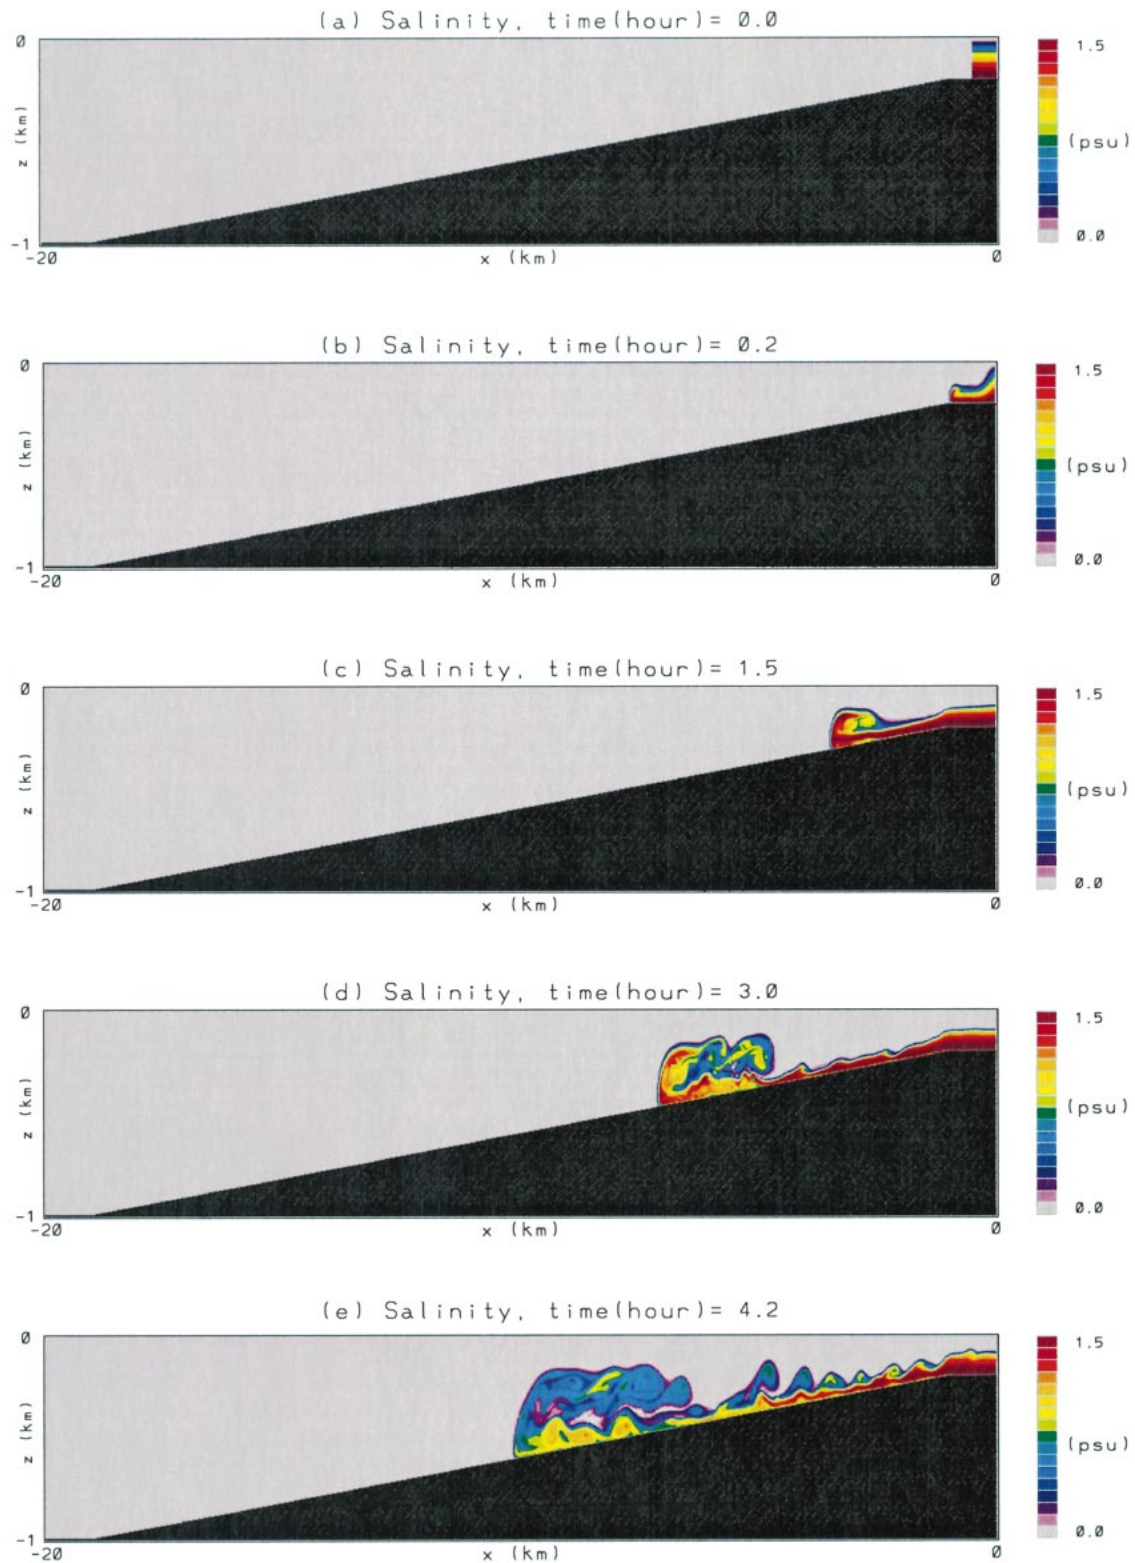 (a) Salinity, time(hour)= 0.0
0
1.5
z (km)
(psu)
-1
0.0
-20
x (km)
0
(b) Salinity, time(hour)= 0.2
0
1.5
z (km)
(psu)
-1
0.0
-20
x (km)
0
(c) Salinity, time(hour)= 1.5
0
1.5
z (km)
(psu)
-1
0.0
-20
x (km)
0
(d) Salinity, time(hour)= 3.0
0
1.5
z (km)
(psu)
-1
0.0
-20
x (km)
0
(e) Salinity, time(hour)= 4.2
0
1.5
z (km)
(psu)
-1
0.0
-20
x (km)
0